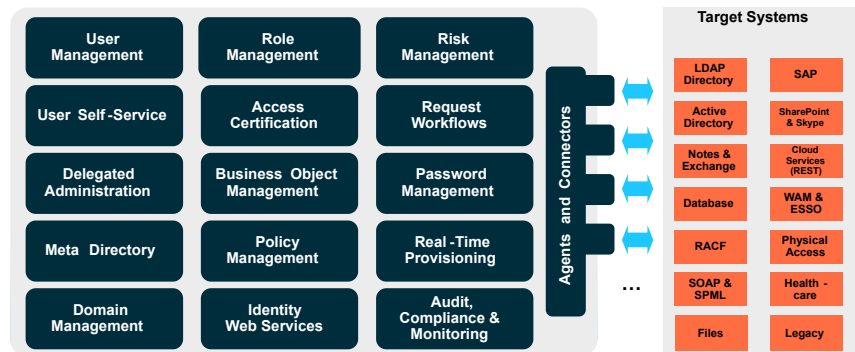 User
Management
Role
Management
Risk
Management
User Self -Service
Access
Certification
Request
Workflows
Delegated
Administration
Business Object
Management
Password
Management
Meta Directory
Policy
Management
Real -Time
Provisioning
Domain
Management
Identity
Web Services
Audit,
Compliance &
Monitoring
Agents and Connectors
...
Target Systems
LDAP
Directory
SAP
Active
Directory
SharePoint
& Skype
Notes &
Exchange
Cloud
Services
(REST)
Database
WAM &
ESSO
RACF
Physical
Access
SOAP &
SPML
Health -
care
Files
Legacy